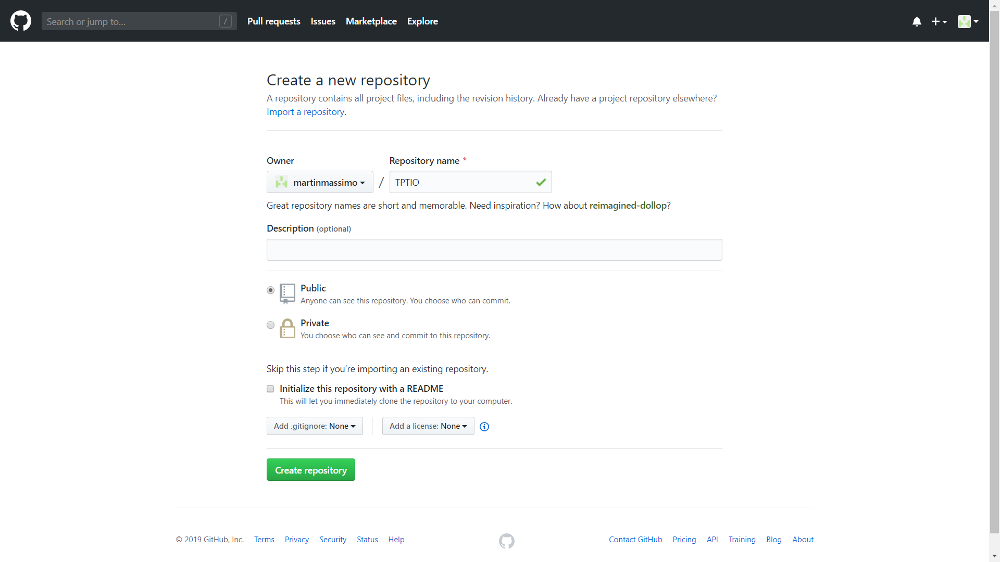 Search or jump to... /
Pull requests Issues Marketplace Explore
Create a new repository
A repository contains all project files, including the revision history. Already have a project repository elsewhere?
Import a repository.
Owner Repository name *
martinmassimo / TPTIO
Great repository names are short and memorable. Need inspiration? How about reimagined-dollop?
Description (optional)
Public
Anyone can see this repository. You choose who can commit.
Private
You choose who can see and commit to this repository.
Skip this step if you’re importing an existing repository.
Initialize this repository with a README
This will let you immediately clone the repository to your computer.
Add .gitignore: None Add a license: None
Create repository
© 2019 GitHub, Inc. Terms Privacy Security Status Help Contact GitHub Pricing API Training Blog About